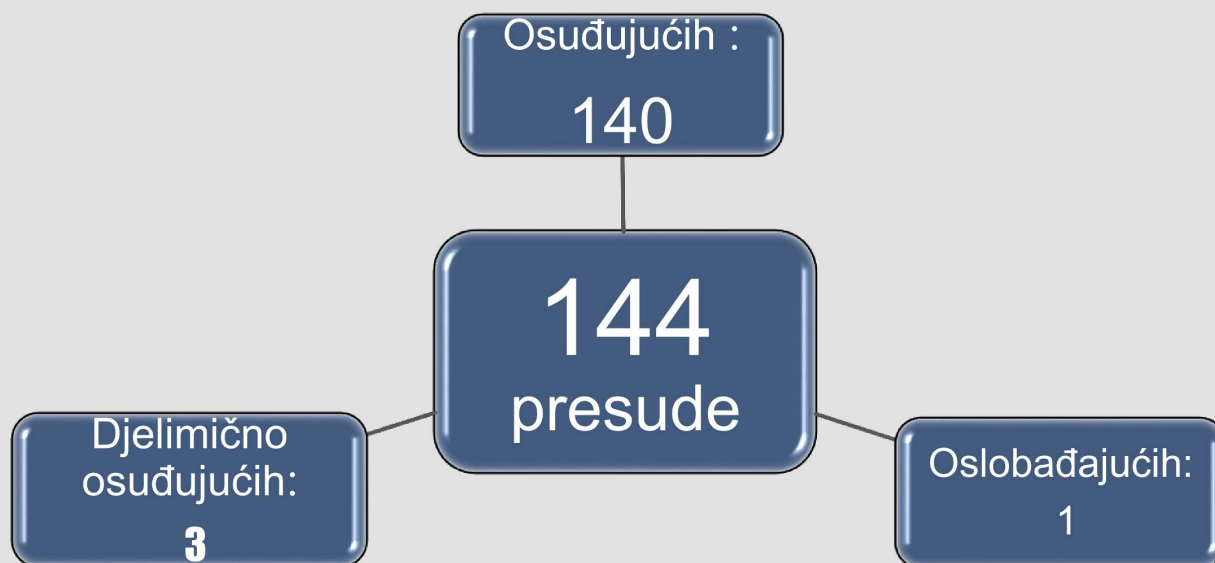 Osuđujućih :
140
144
presude
Djelimično
osuđujućih:
3
Oslobađajućih:
1